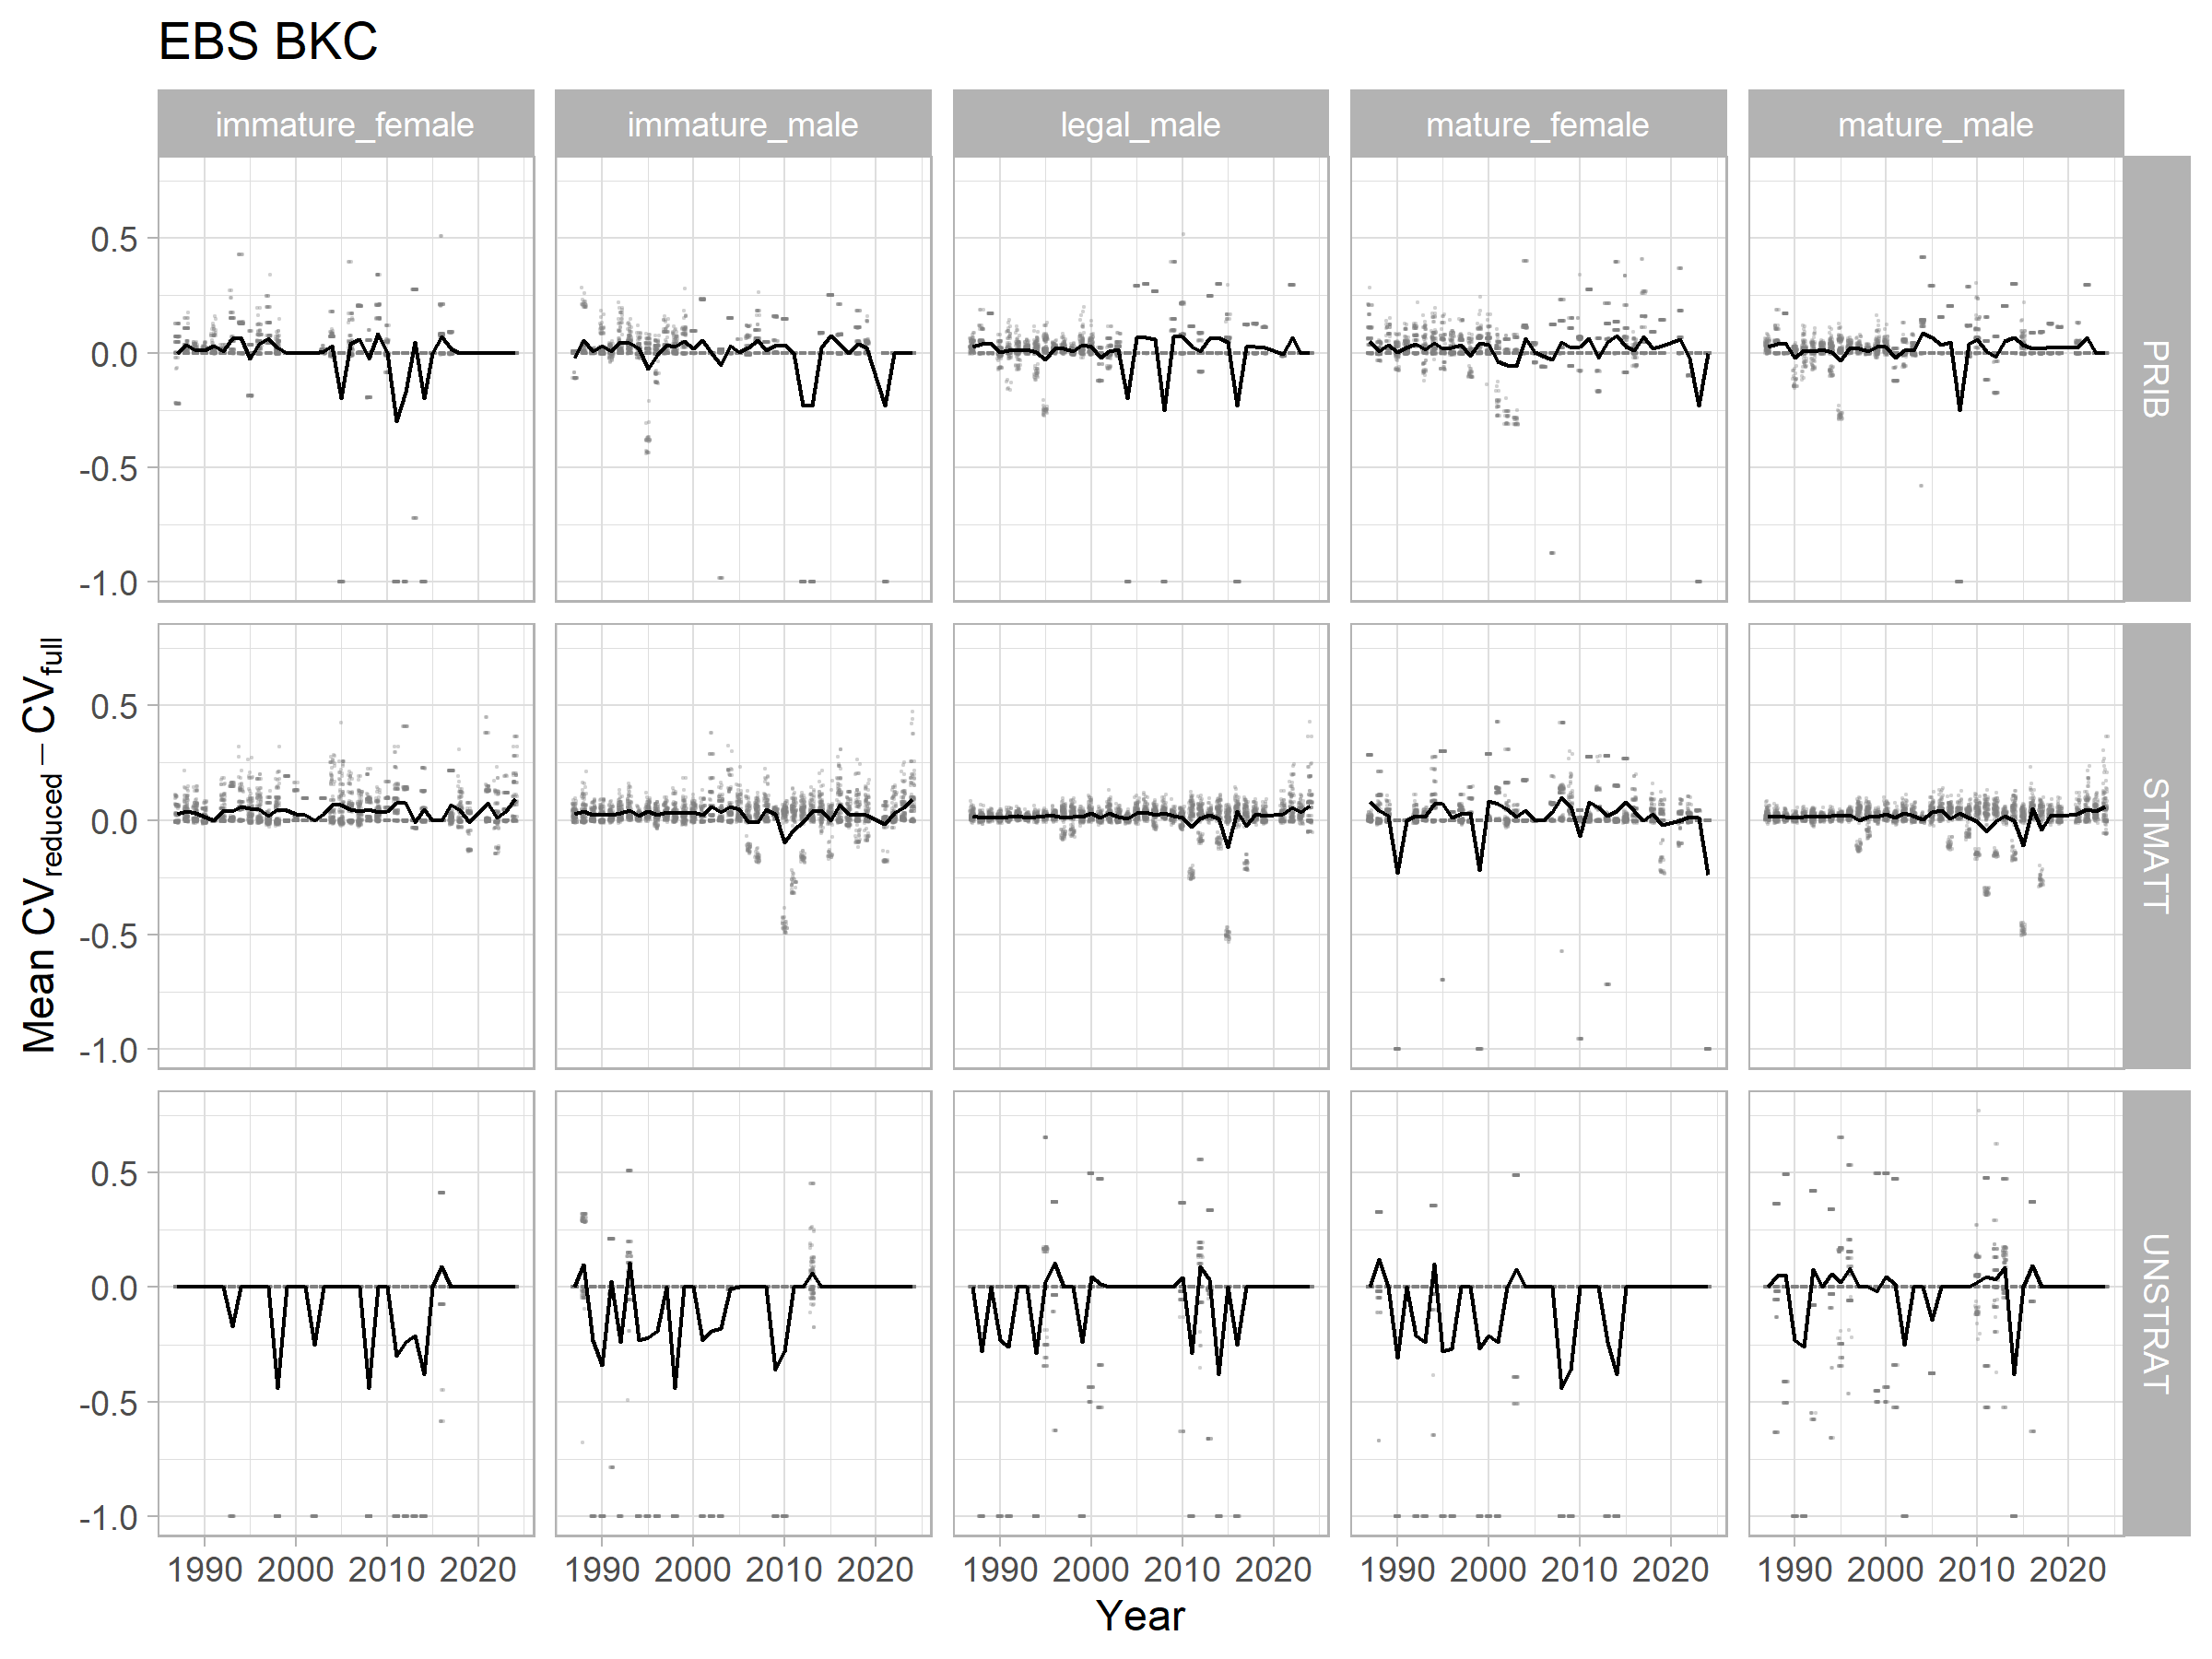 EBS BKC
immature_female immature_male legal_male mature_female mature_male
0.5
0.0
-0.5
-1.0
PRIB
Mean CVreduced − CVfull
0.5
0.0
-0.5
-1.0
STMATT
0.5
0.0
-0.5
-1.0
UNSTRAT
1990 2000 2010 2020 1990 2000 2010 2020 1990 2000 2010 2020 1990 2000 2010 2020 1990 2000 2010 2020
Year